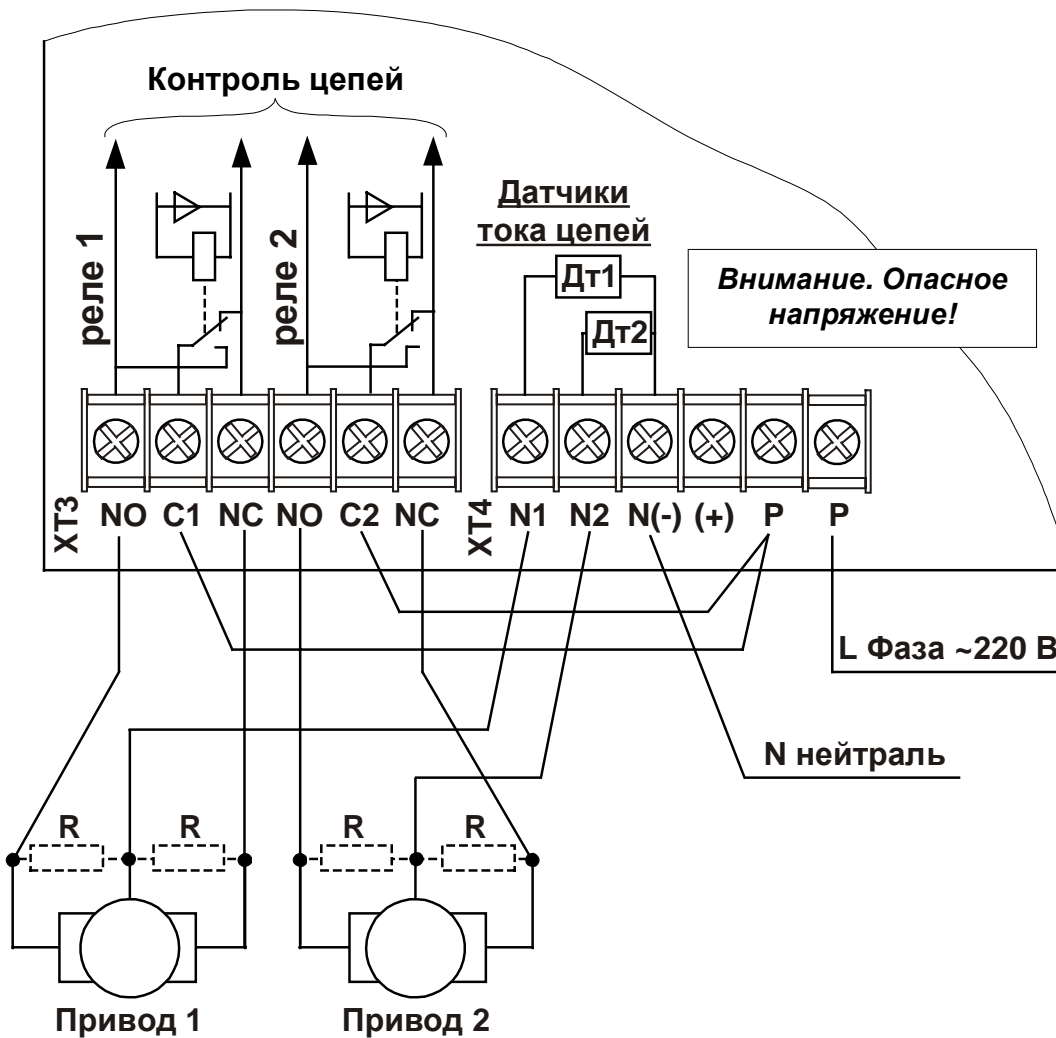 Контроль цепей
реле 1
реле 2
Датчики
тока цепей
Дт1
Дт2
Внимание. Опасное
напряжение!
XT3
NO C1 NC NO C2 NC
XT4
N1 N2 N(-) (+) P P
L Фаза ~220 В
N нейтраль
R R R R
Привод 1 Привод 2